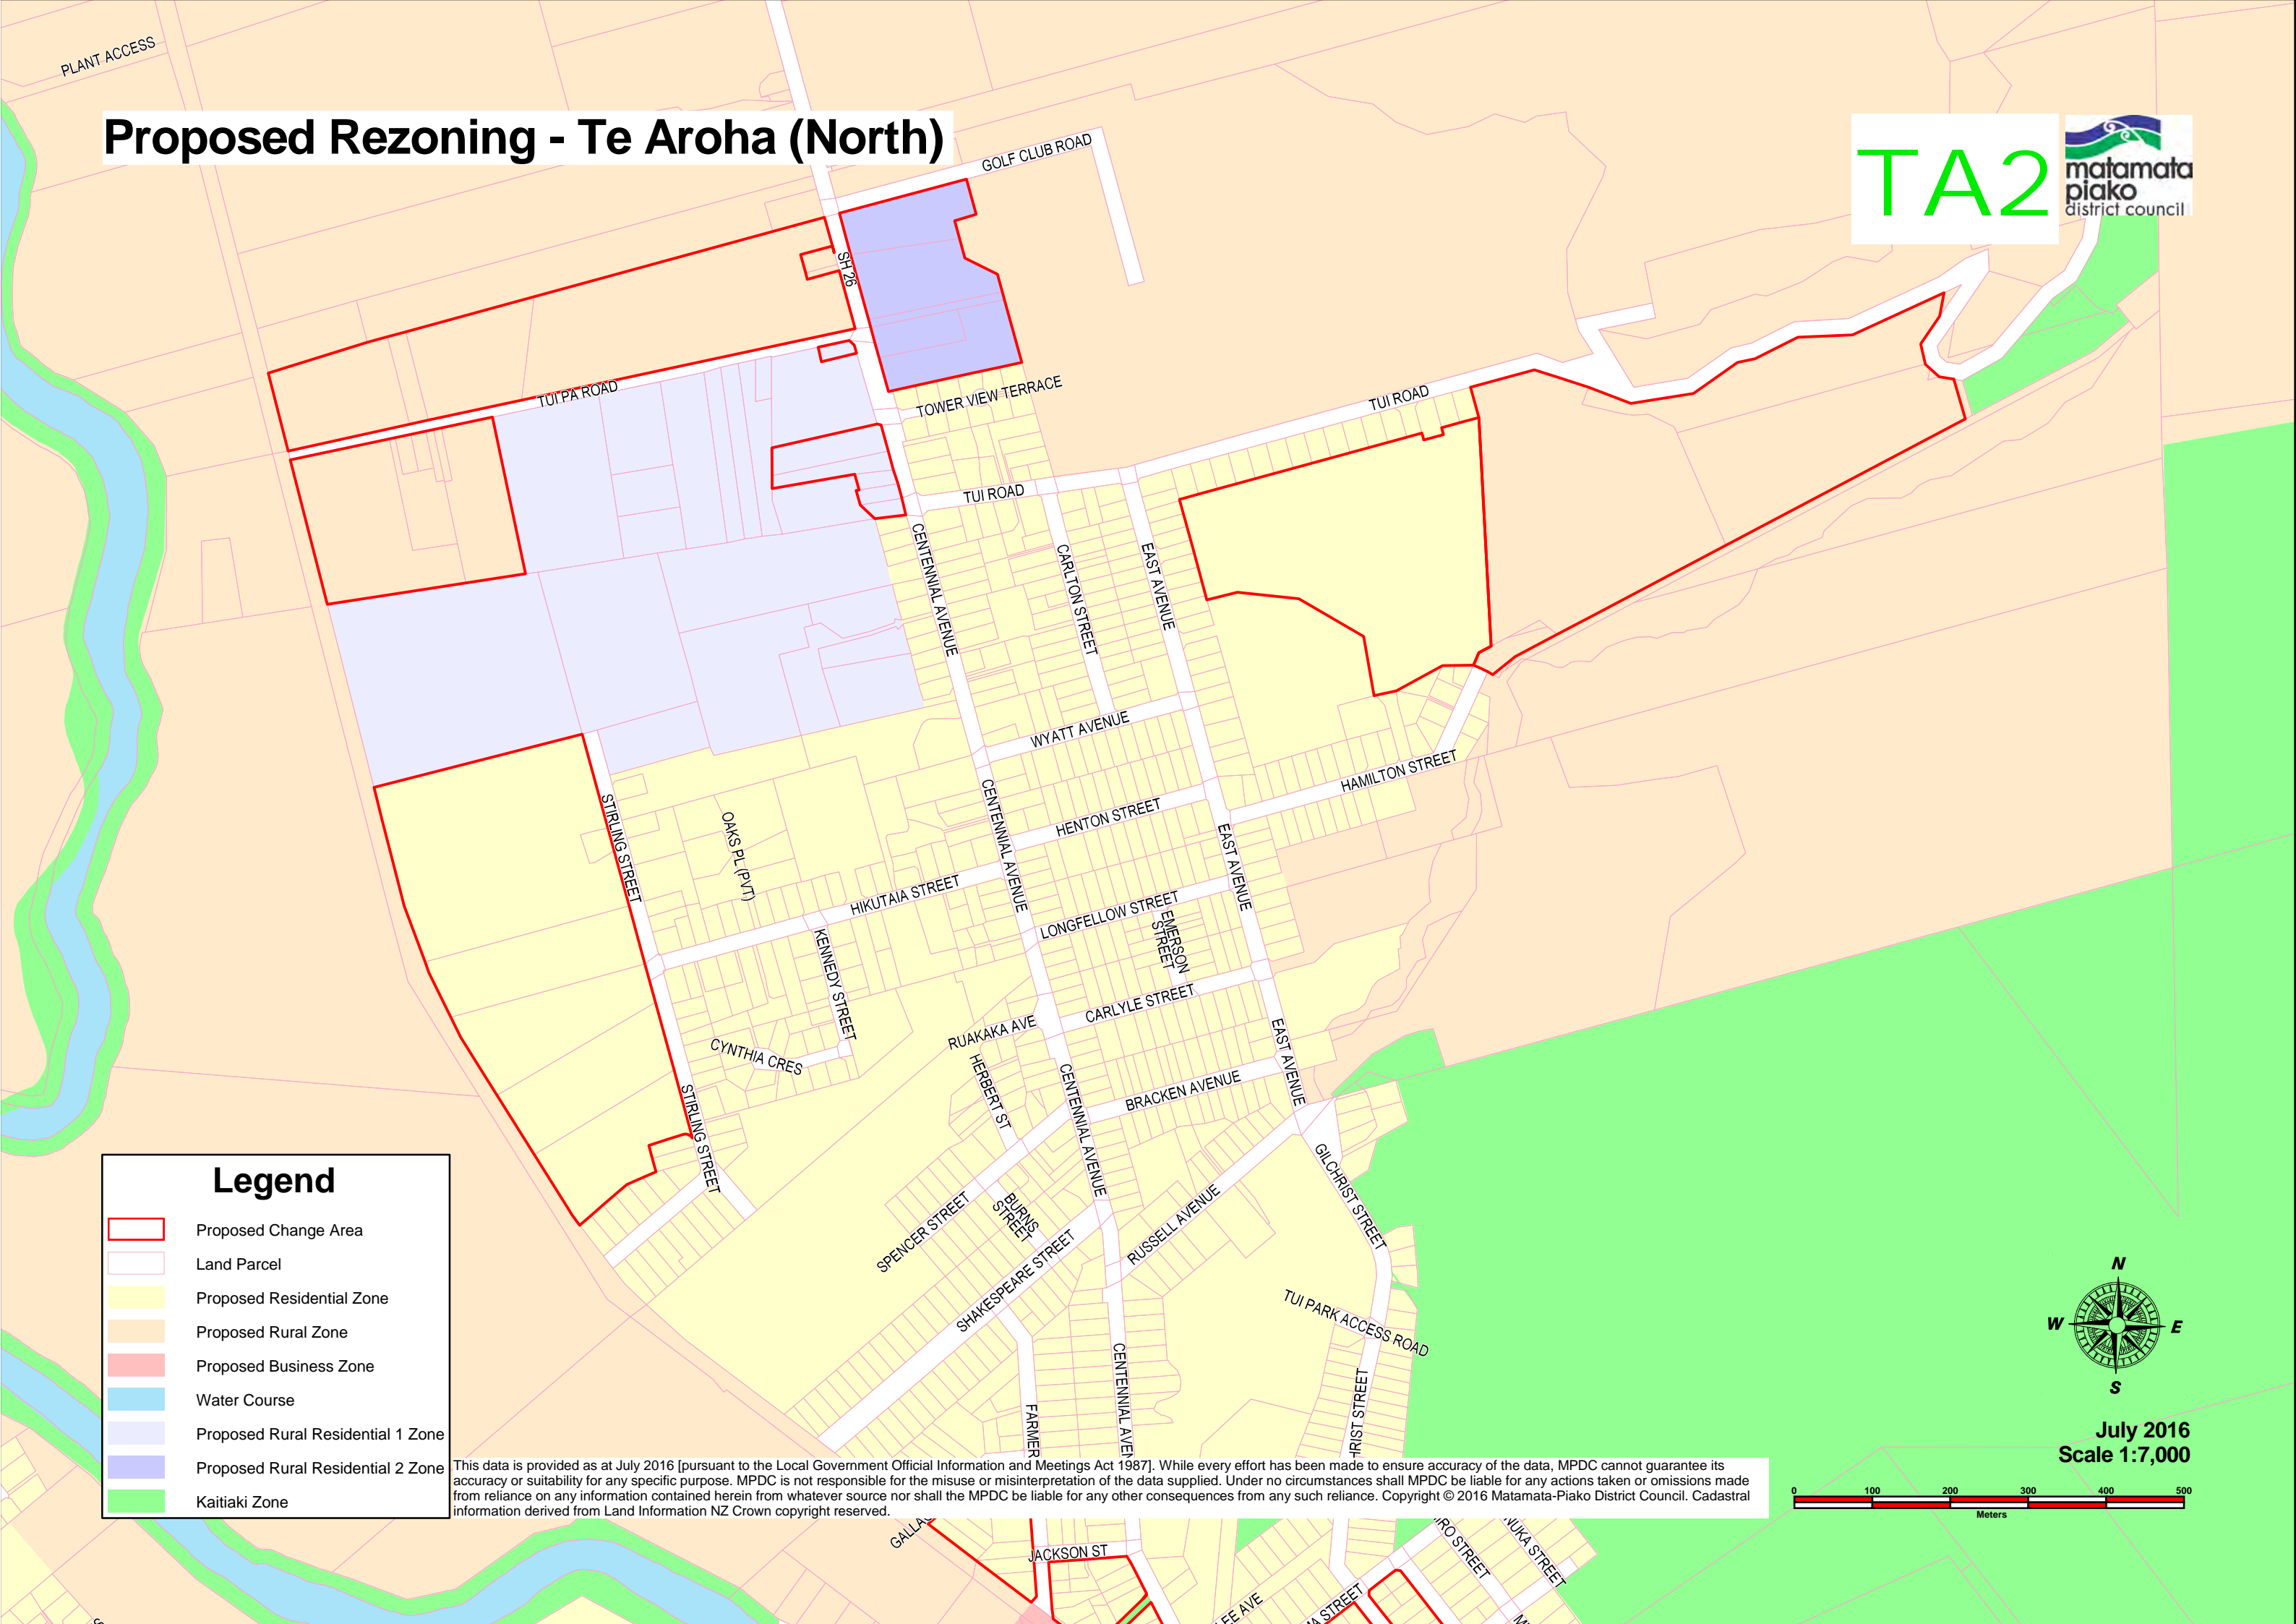 PLANT ACCESS
Proposed Rezoning - Te Aroha (North)
TA2
matamata
piako
district council
GOLF CLUB ROAD
SH 26
TUI PA ROAD
TOWER VIEW TERRACE
TUI ROAD
TUI ROAD
CENTENNIAL AVENUE
CARLTON STREET
EAST AVENUE
WYATT AVENUE
HAMILTON STREET
STIRLING STREET
OAKS PL (PVT)
CENTENNIAL AVENUE
HENTON STREET
EAST AVENUE
HIKUTAIA STREET
LONGFELLOW STREET
EMERSON
STREET
KENNEDY STREET
CARLYLE STREET
RUAKAKA AVE
CYNTHIA CRES
HERBERT ST
CENTENNIAL AVENUE
BRACKEN AVENUE
EAST AVENUE
STIRLING STREET
GILCHRIST STREET
SPENCER STREET
BURNS
STREET
RUSSELL AVENUE
SHAKESPEARE STREET
TUI PARK ACCESS ROAD
CENTENNIAL AVEN
FARMER
HRIST STREET
Legend
Proposed Change Area
Land Parcel
Proposed Residential Zone
Proposed Rural Zone
Proposed Business Zone
Water Course
Proposed Rural Residential 1 Zone
Proposed Rural Residential 2 Zone
Kaitiaki Zone
N
W
E
S
July 2016
Scale 1:7,000
0 100 200 300 400 500
Meters
This data is provided as at July 2016 [pursuant to the Local Government Official Information and Meetings Act 1987]. While every effort has been made to ensure accuracy of the data, MPDC cannot guarantee its
accuracy or suitability for any specific purpose. MPDC is not responsible for the misuse or misinterpretation of the data supplied. Under no circumstances shall MPDC be liable for any actions taken or omissions made
from reliance on any information contained herein from whatever source nor shall the MPDC be liable for any other consequences from any such reliance. Copyright © 2016 Matamata-Piako District Council. Cadastral
information derived from Land Information NZ Crown copyright reserved.
JACKSON ST
IRO STREET
NUKA STREET
LEE AVE
MA STREET